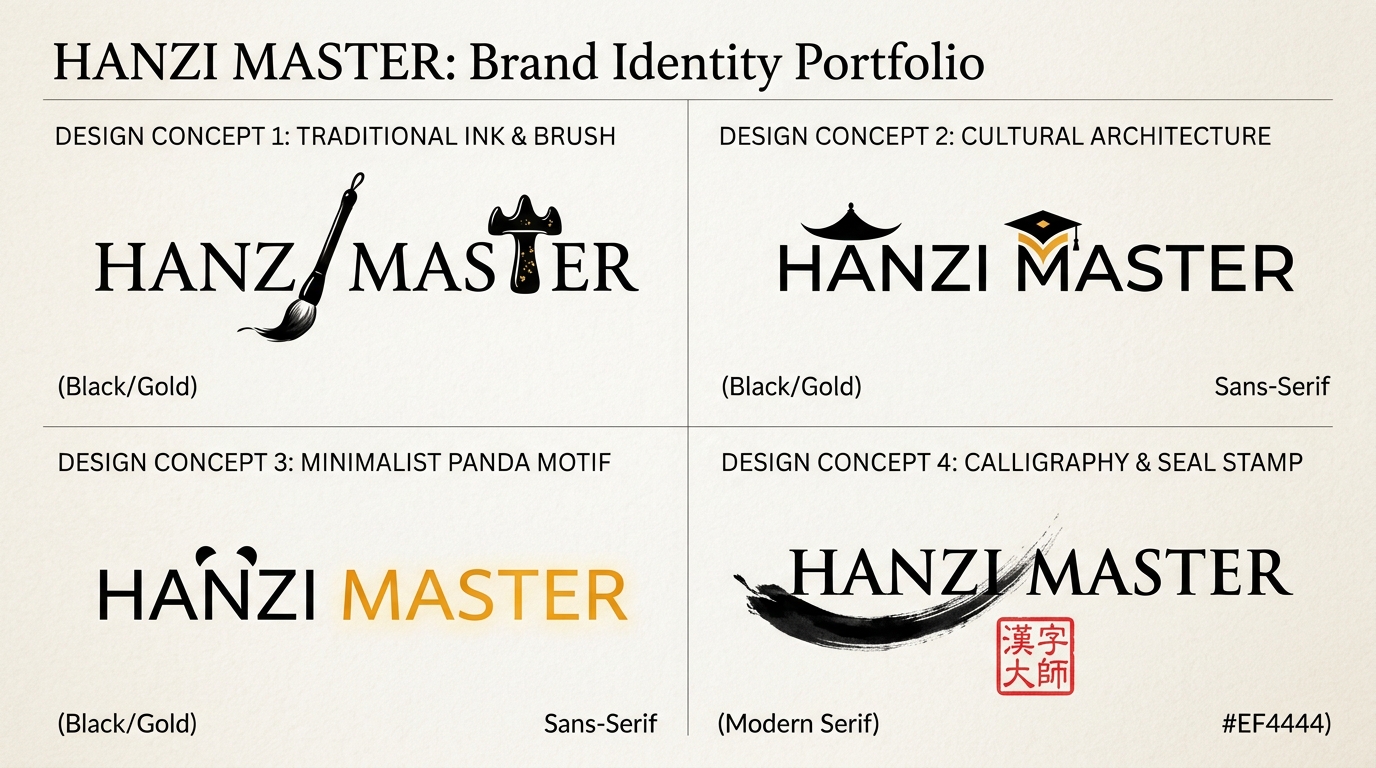 HANZI MASTER: Brand Identity Portfolio
DESIGN CONCEPT 1: TRADITIONAL INK & BRUSH
HANZI MASTER
(Black/Gold)
DESIGN CONCEPT 2: CULTURAL ARCHITECTURE
HANZI MASTER
(Black/Gold)
Sans-Serif
DESIGN CONCEPT 3: MINIMALIST PANDA MOTIF
HANZI MASTER
(Black/Gold)
Sans-Serif
DESIGN CONCEPT 4: CALLIGRAPHY & SEAL STAMP
HANZI MASTER
漢字
大師
(Modern Serif)
#EF4444)